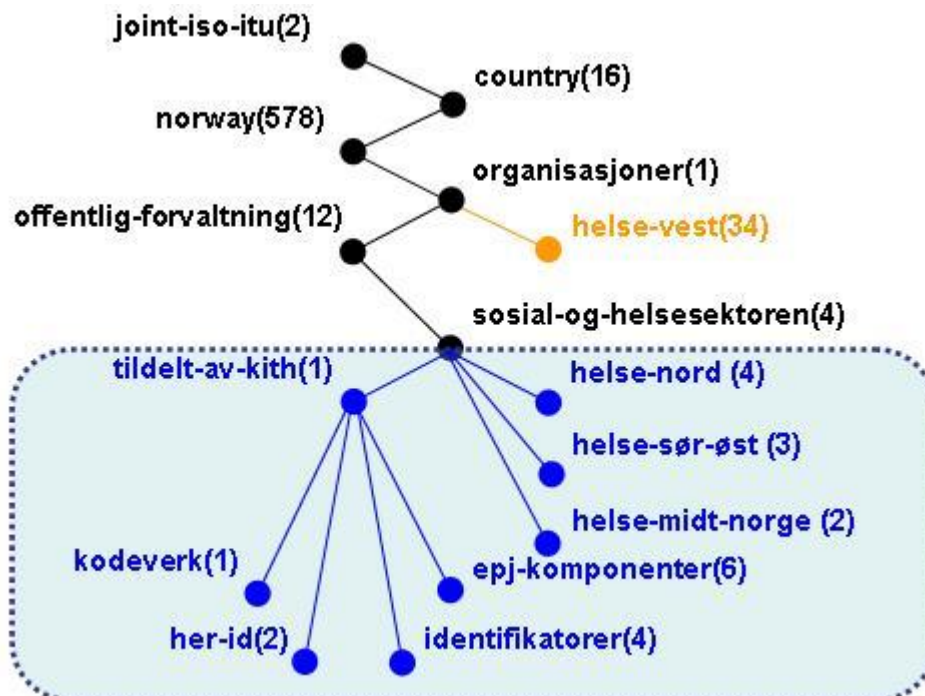 joint-iso-itu(2)
country(16)
norway(578)
organisasjoner(1)
offentlig-forvaltning(12)
helse-vest(34)
sosial-og-helsesektoren(4)
tildelt-av-kith(1)
helse-nord (4)
helse-sør-øst (3)
helse-midt-norge (2)
kodeverk(1)
epj-komponenter(6)
her-id(2)
identifikatorer(4)